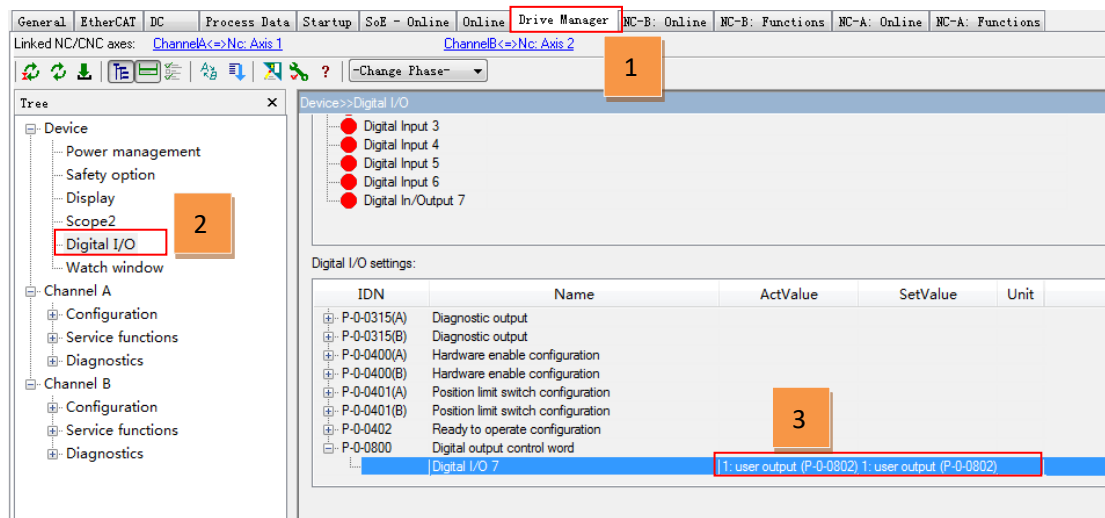 General EtherCAT DC Process Data Startup SoE - Online Online Drive Manager NC-B: Online NC-B: Functions NC-A: Online NC-A: Functions
Linked NC/CNC axes: ChannelA<=>Nc: Axis 1 ChannelB<=>Nc: Axis 2
1
? -Change Phase-
Tree × Device>>Digital I/O
Device
Power management
Safety option
Display
Scope2
2
Digital I/O
Watch window
Channel A
Configuration
Service functions
Diagnostics
Channel B
Configuration
Service functions
Diagnostics
Digital Input 3
Digital Input 4
Digital Input 5
Digital Input 6
Digital In/Output 7
Digital I/O settings:
IDN Name ActValue SetValue Unit
P-0-0315(A) Diagnostic output
P-0-0315(B) Diagnostic output
P-0-0400(A) Hardware enable configuration
P-0-0400(B) Hardware enable configuration
P-0-0401(A) Position limit switch configuration
P-0-0401(B) Position limit switch configuration
3
P-0-0402 Ready to operate configuration
P-0-0800 Digital output control word
Digital I/O 7 1: user output (P-0-0802) 1: user output (P-0-0802)